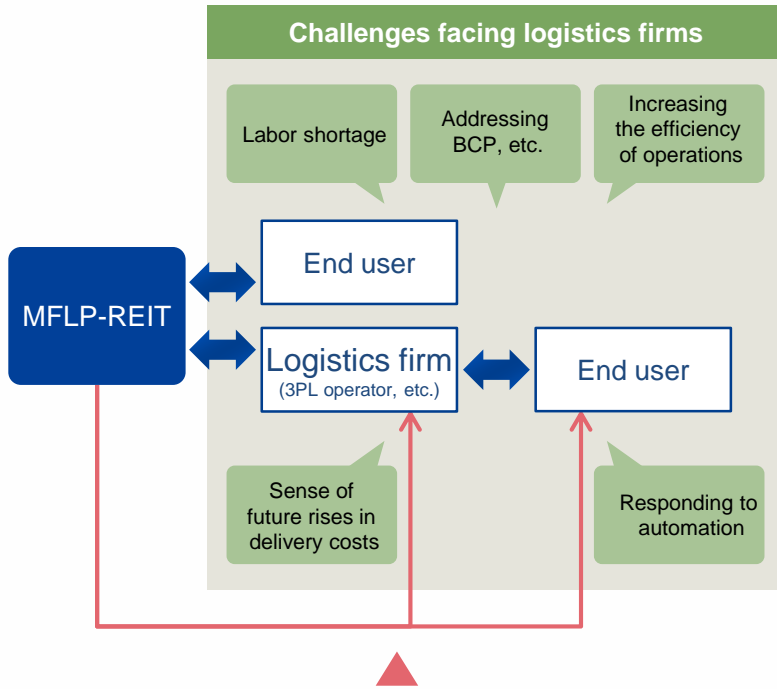 Challenges facing logistics firms
Labor shortage
Addressing
BCP, etc.
Increasing
the efficiency
of operations
End user
MFLP-REIT
Logistics firm
(3PL operator, etc.)
End user
Sense of
future rises in
delivery costs
Responding to
automation